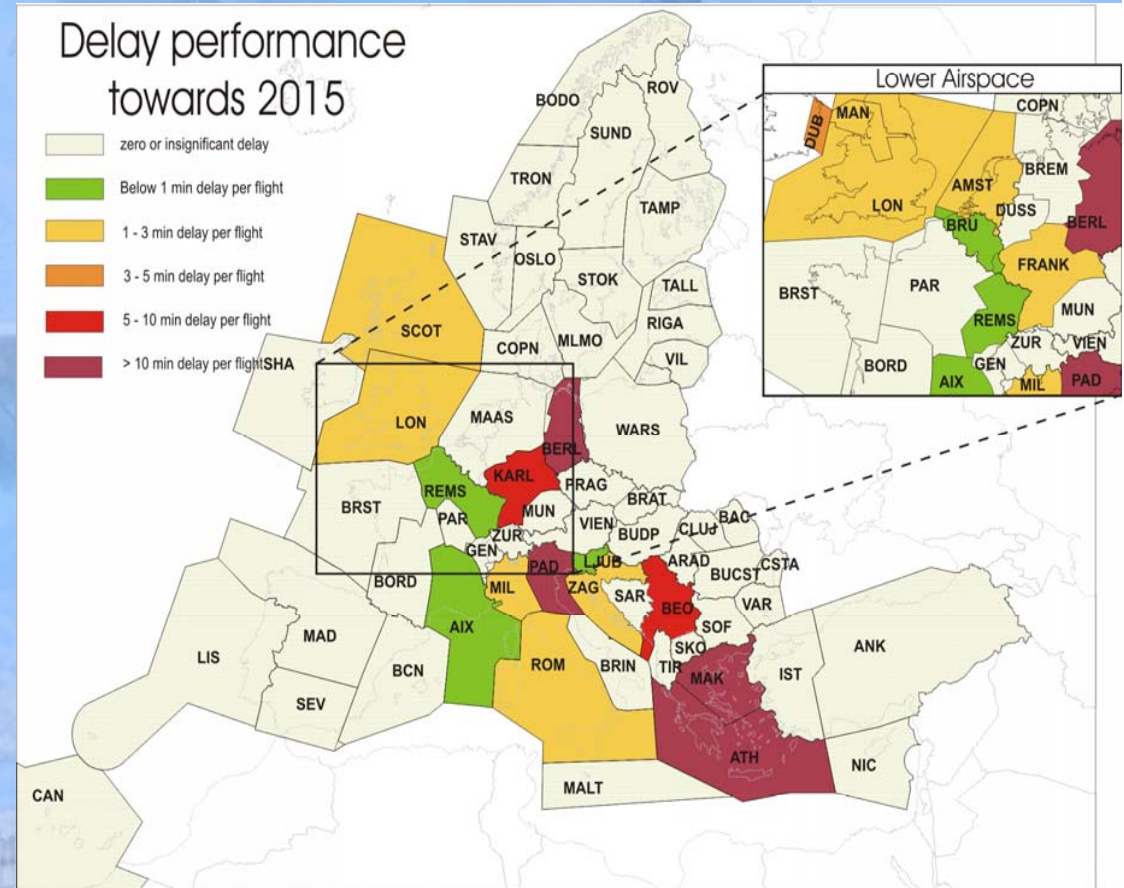 Delay performance
towards 2015
zero or insignificant delay
Below 1 min delay per flight
1 - 3 min delay per flight
3 - 5 min delay per flight
5 - 10 min delay per flight
> 10 min delay per flight
Lower Airspace
COPN
MAN
DUB
BREM
AMST
LON
DUSS
BRU
BERL
FRANK
BRST
PAR
MUN
REMS
ZUR
VIEN
BORD
GEN
AIX
MIL
PAD
BODO
ROV
SUND
TRON
TAMP
STAV
OSLO
STOK
TALL
SCOT
RIGA
COPN
MLMO
VIL
SHA
MAAS
LON
WARS
BERL
KARL
PRAG
REMS
BRAT
BRST
MUN
PAR
VIEN
BAC
CLUJ
BUDP
ZUR
GEN
LJUB
ARAD
CSTA
PAD
BUCST
BORD
MIL
ZAG
SAR
BEO
VAR
AIX
SOF
MAD
SKO
ANK
LIS
BCN
ROM
BRIN
TIR
IST
MAK
SEV
ATH
NIC
MALT
CAN